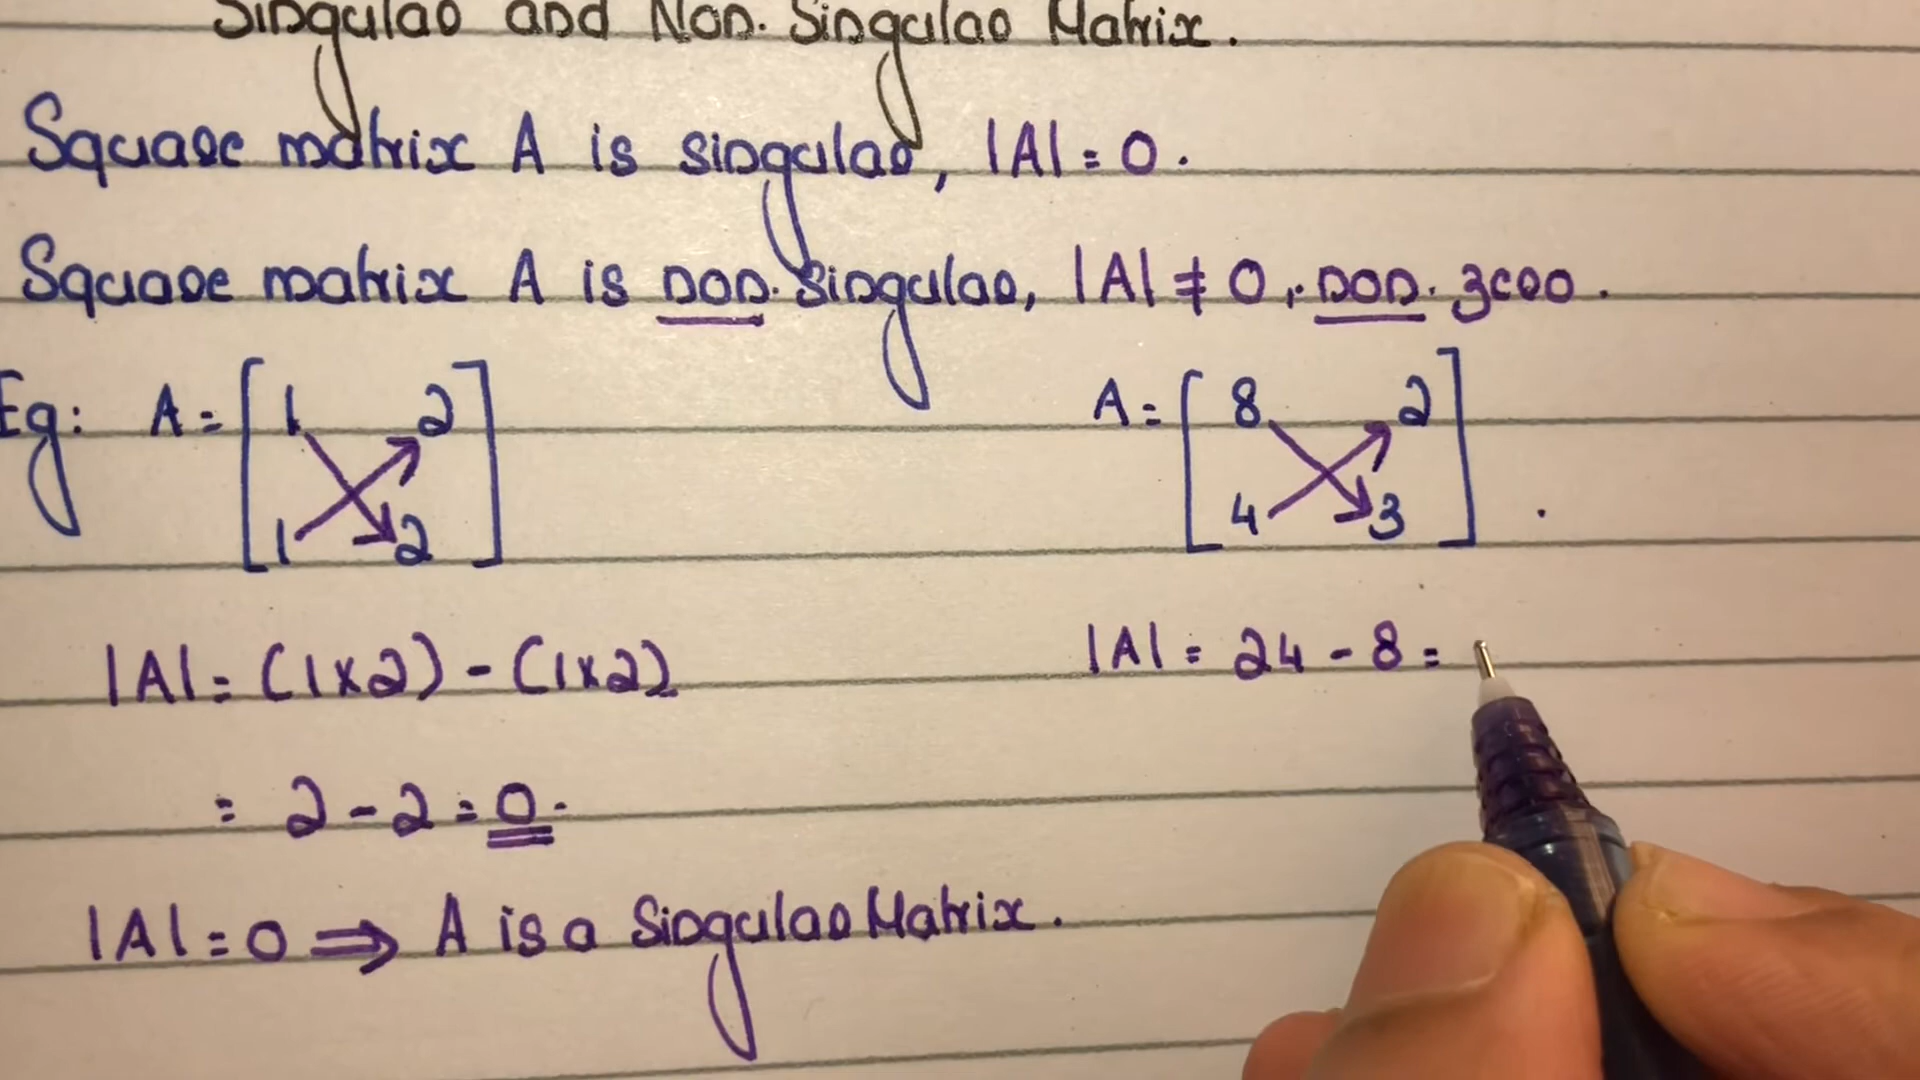 Singular and Non. Singular Matrix.
Square matrix A is singular, |A| = 0.
Square matrix A is non. singular, |A| ≠ 0, non. zero.
Eg: A = [1 2
1 2]
A = [8 2
4 3].
|A| = (1×2) - (1×2)
= 2 - 2 = 0.
|A| = 0 ⇒ A is a Singular Matrix.
|A| = 24 - 8 =